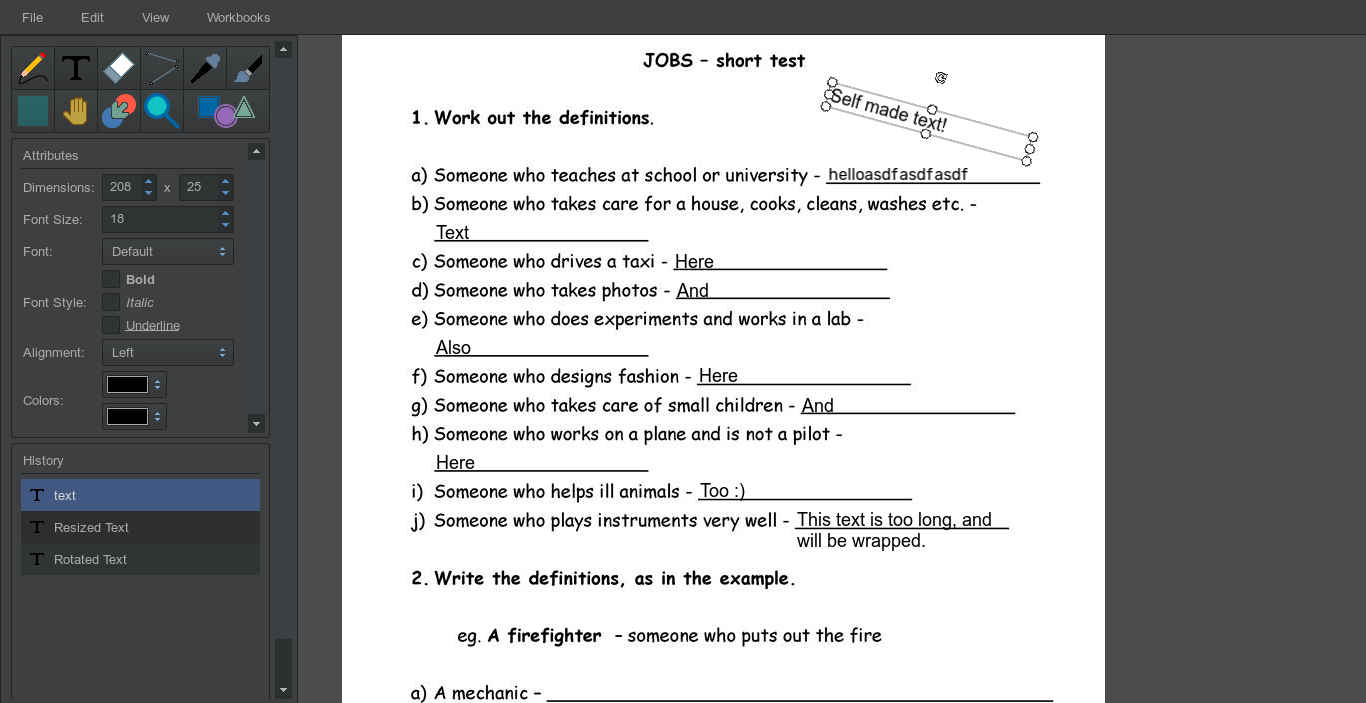 File Edit View Workbooks
Attributes
Dimensions: 208 x 25
Font Size: 18
Font: Default
Bold
Font Style: Italic
Underline
Alignment: Left
Colors:
History
T text
T Resized Text
T Rotated Text
JOBS – short test
Self made text!
1. Work out the definitions.
a) Someone who teaches at school or university - helloasdfasdfasdf
b) Someone who takes care for a house, cooks, cleans, washes etc. -
Text
c) Someone who drives a taxi - Here
d) Someone who takes photos - And
e) Someone who does experiments and works in a lab -
Also
f) Someone who designs fashion - Here
g) Someone who takes care of small children - And
h) Someone who works on a plane and is not a pilot -
Here
i) Someone who helps ill animals - Too :)
j) Someone who plays instruments very well - This text is too long, and
will be wrapped.
2. Write the definitions, as in the example.
eg. A firefighter – someone who puts out the fire
a) A mechanic –